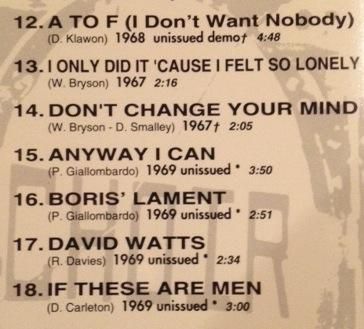 12. A TO F (I Don't Want Nobody)
(D. Klawon) 1968 unissued demo† 4:48
13. I ONLY DID IT 'CAUSE I FELT SO LONELY
(W. Bryson) 1967 2:16
14. DON'T CHANGE YOUR MIND
(W. Bryson - D. Smalley) 1967† 2:05
15. ANYWAY I CAN
(P. Giallombardo) 1969 unissued * 3:50
16. BORIS' LAMENT
(P. Giallombardo) 1969 unissued * 2:51
17. DAVID WATTS
(R. Davies) 1969 unissued * 2:34
18. IF THESE ARE MEN
(D. Carleton) 1969 unissued * 3:00